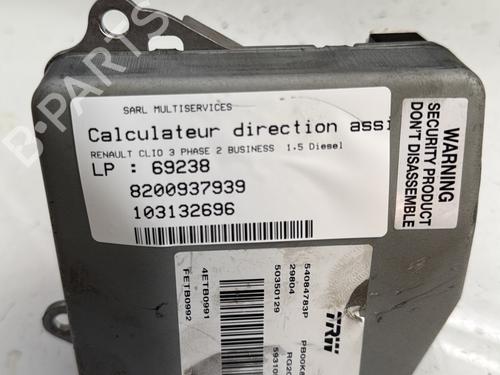 SARL MULTISERVICES
Calculateur direction assi
RENAULT CLIO 3 PHASE 2 BUSINESS 1.5 Diesel
LP : 69238
8200937939
103132696
WARNING
SECURITY PRODUCT
DON'T DISASSEMBLE
54084783P
29804
50350129
4ETB0991
FETB0992
TRW
B-PARTS